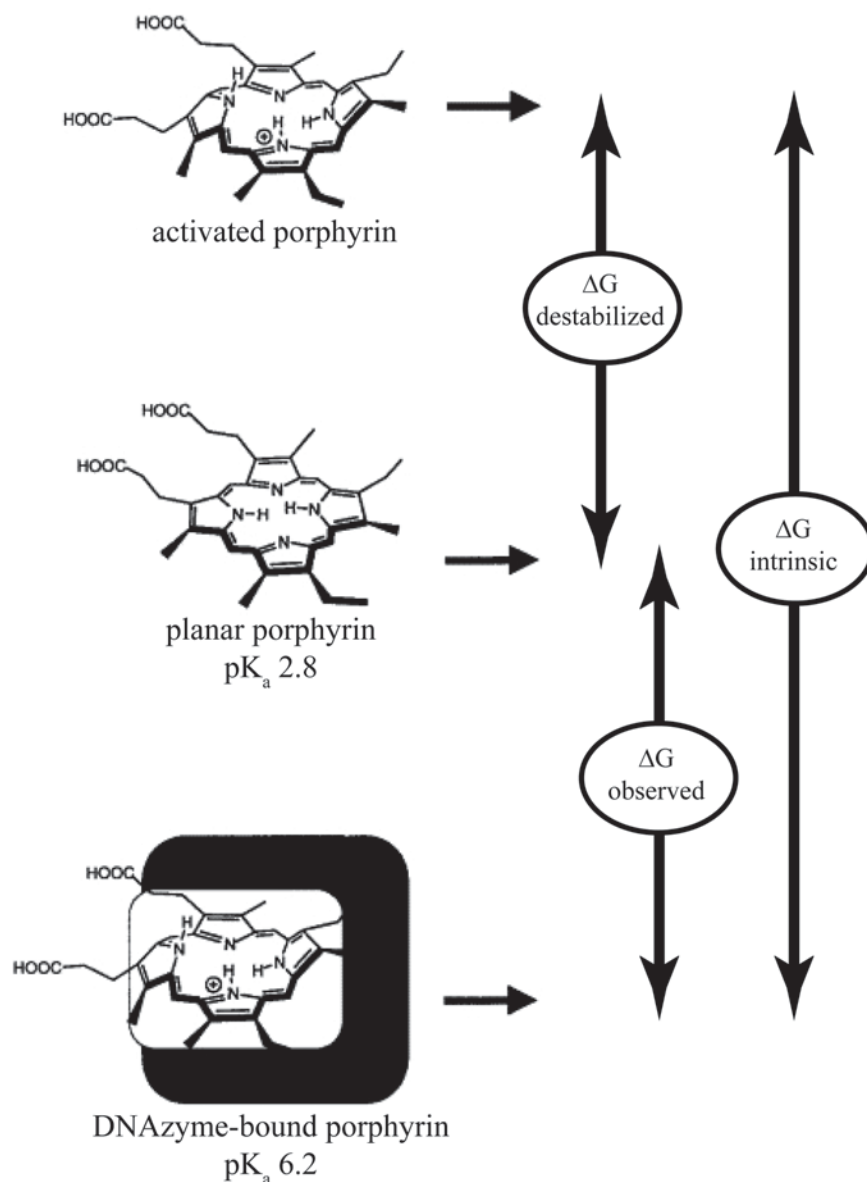 HOOC
HOOC
H
N
N
H
H N
⊕
activated porphyrin
ΔG
destabilized
HOOC
HOOC
N
N-H
H-N
N
planar porphyrin
pKa 2.8
ΔG
intrinsic
ΔG
observed
HOOC
HOOC
H
N
N
H
H-N
⊕
N
DNAzyme-bound porphyrin
pKa 6.2